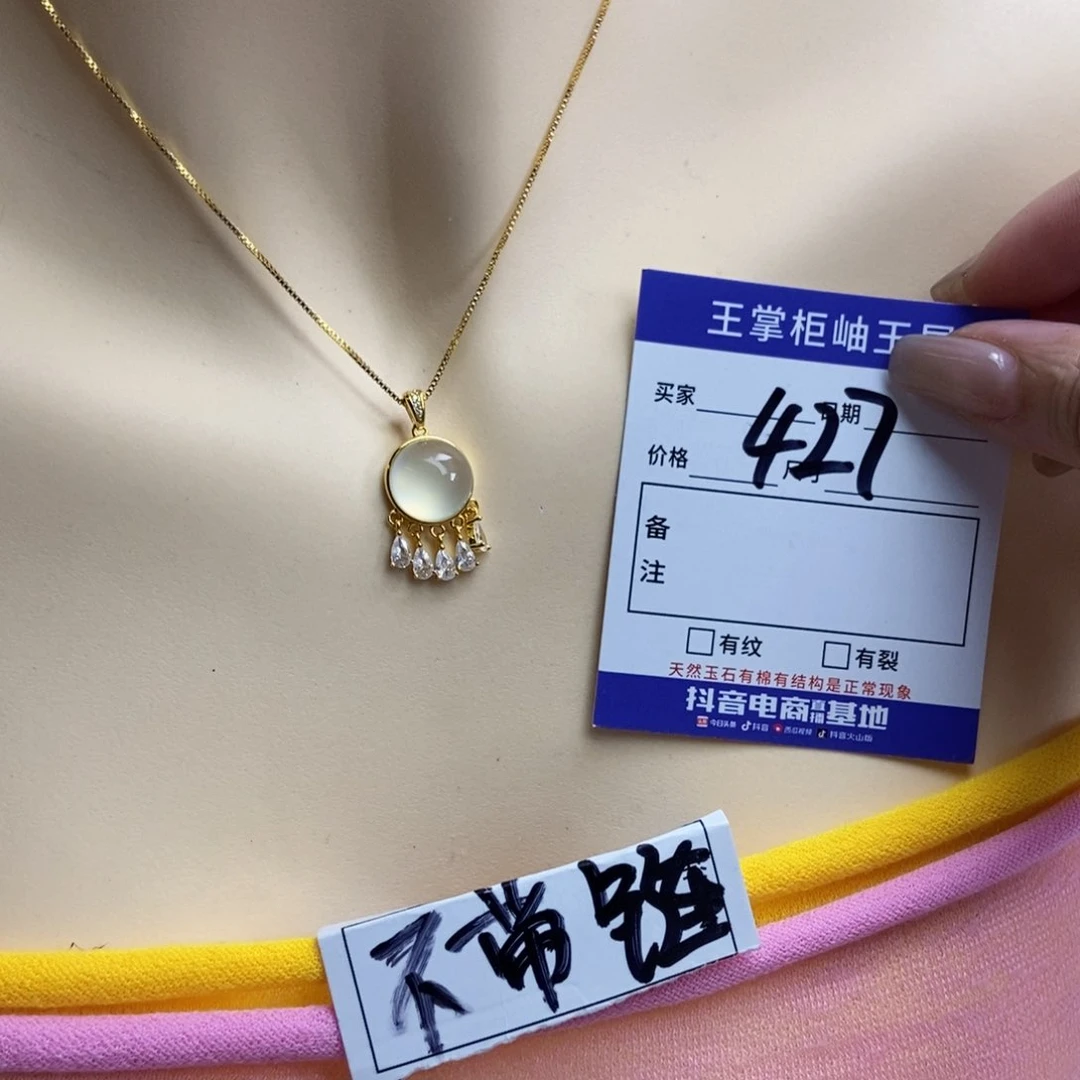 王掌柜岫玉
买家 427 日期
价格 尺寸
备
注
有纹 有裂
天然玉石有棉有结构是正常现象
抖音电商直播基地
今日头条 抖音 西瓜视频 抖音火山版
不带链